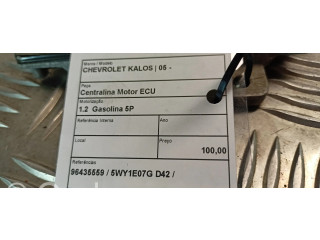 Marca | Modelo
CHEVROLET KALOS | 05 -
Peça
Centralina Motor ECU
Motorização
1.2 Gasolina 5P
Referência Interna
Ano
Local
Preço
100,00
Referências
96435559 / 5WY1E07G D42 /